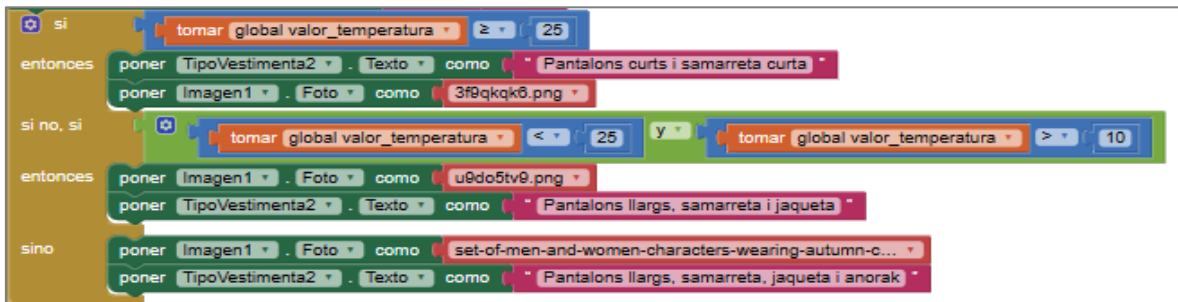 si tomar global valor_temperatura ≥ 25
entonces poner TipoVestimenta2 . Texto como " Pantalons curts i samarreta curta "
poner Imagen1 . Foto como 3f9qkqk6.png
si no, si tomar global valor_temperatura < 25 y tomar global valor_temperatura > 10
entonces poner Imagen1 . Foto como u9do5tv9.png
poner TipoVestimenta2 . Texto como " Pantalons llargs, samarreta i jaqueta "
sino poner Imagen1 . Foto como set-of-men-and-women-characters-wearing-autumn-c...
poner TipoVestimenta2 . Texto como " Pantalons llargs, samarreta, jaqueta i anorak "